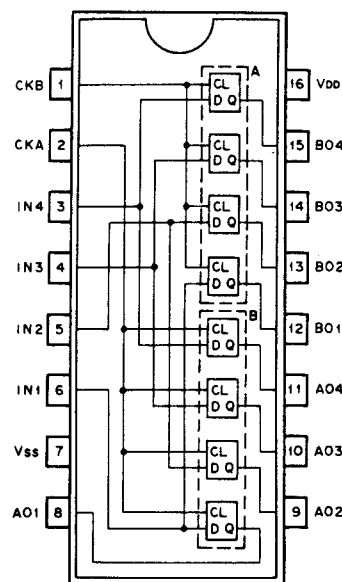 A
CKB 1 CL D Q 16 VDD
CKA 2 CL D Q 15 BO4
IN4 3 CL D Q 14 BO3
IN3 4 CL D Q 13 BO2
IN2 5 B CL D Q 12 BO1
IN1 6 CL D Q 11 AO4
VSS 7 CL D Q 10 AO3
AO1 8 CL D Q 9 AO2